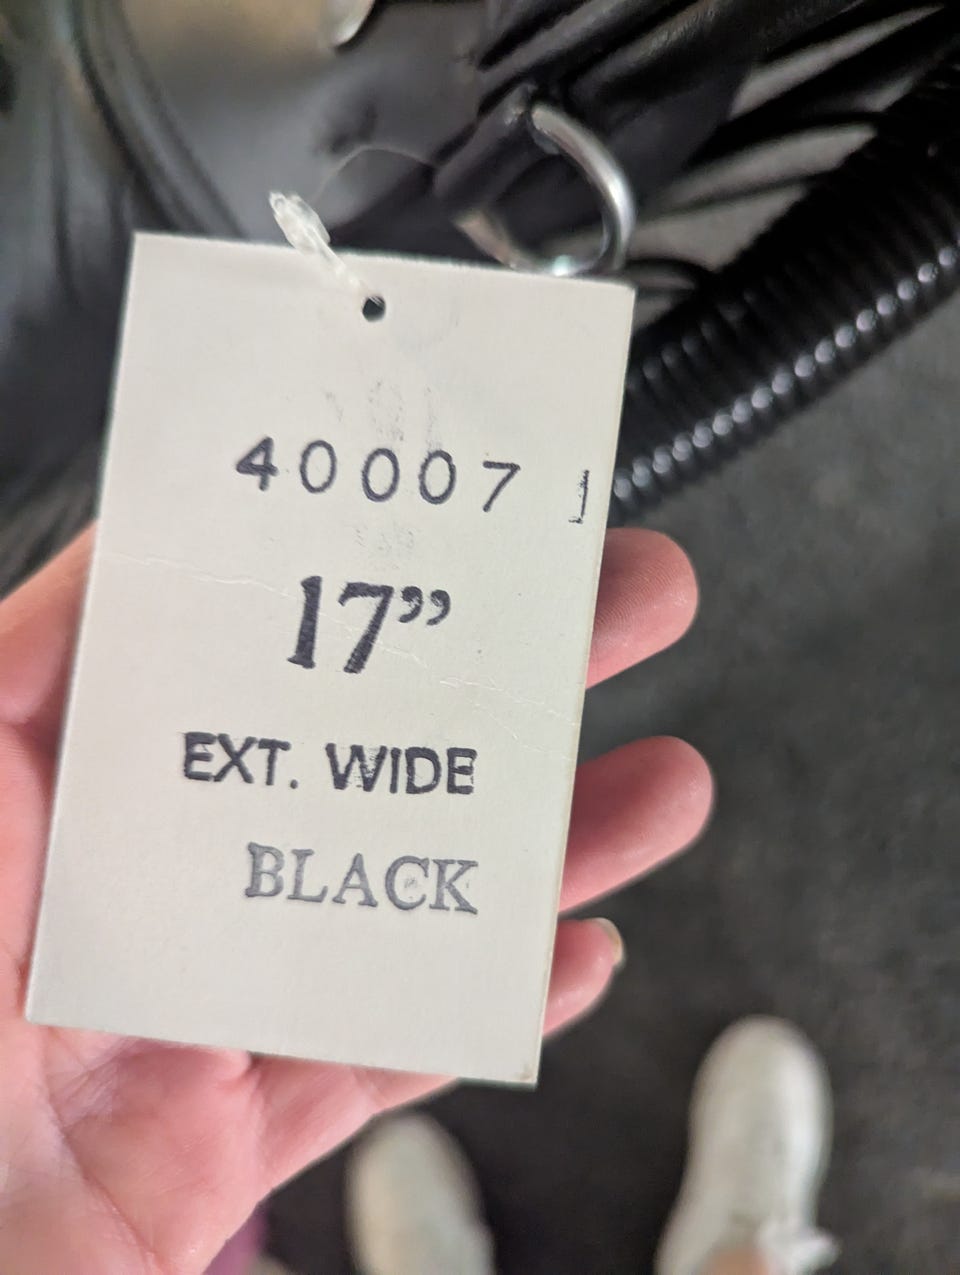 40007
17”
EXT. WIDE
BLACK